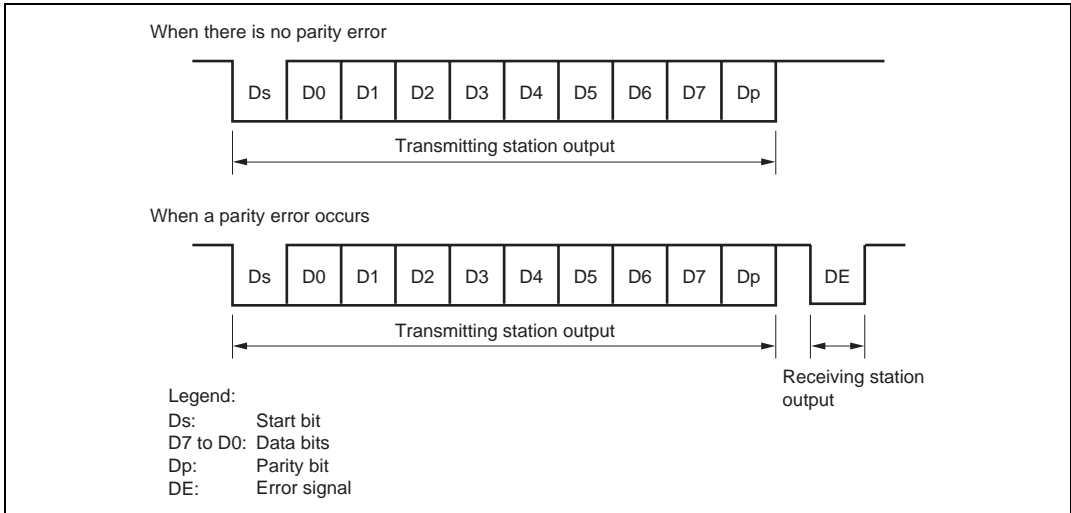 When there is no parity error
Ds D0 D1 D2 D3 D4 D5 D6 D7 Dp
Transmitting station output
When a parity error occurs
Ds D0 D1 D2 D3 D4 D5 D6 D7 Dp DE
Transmitting station output
Receiving station
output
Legend:
Ds: Start bit
D7 to D0: Data bits
Dp: Parity bit
DE: Error signal